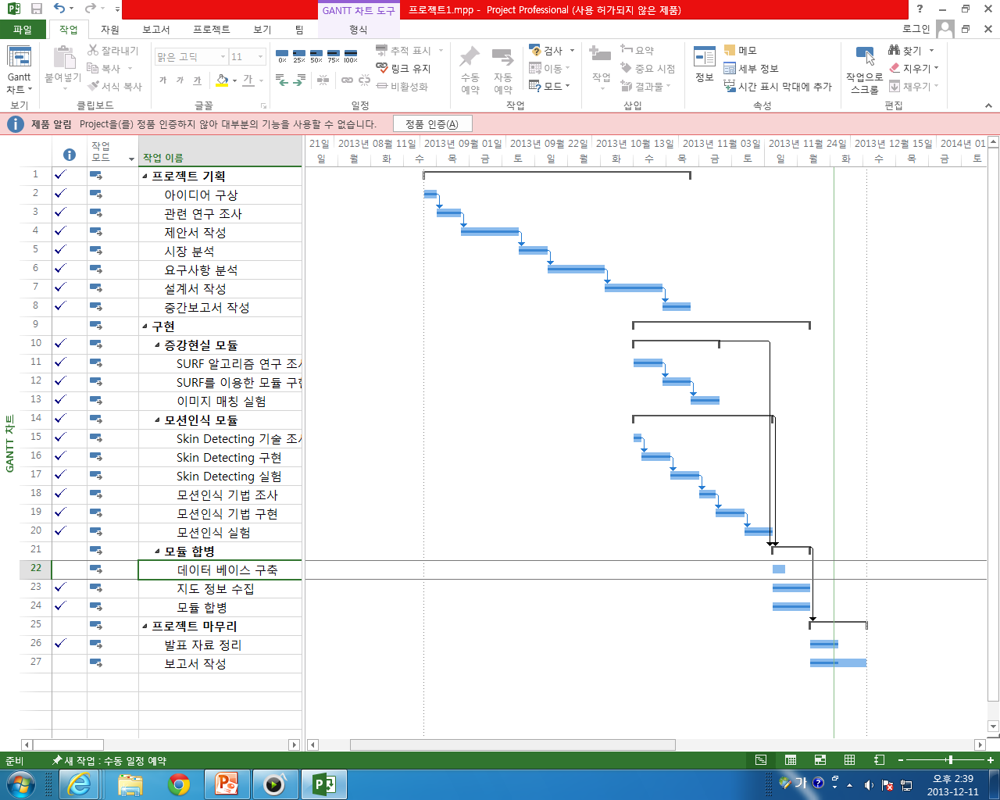 GANTT 차트 도구
프로젝트1.mpp - Project Professional (사용 허가되지 않은 제품)
파일 작업 자원 보고서 프로젝트 보기 팀 형식 로그인
Gantt 차트
보기
붙여넣기
잘라내기
복사
서식 복사
클립보드
맑은 고딕 11
가 가 가 가
글꼴
0% 25% 50% 75% 100%
추적 표시
링크 유지
비활성화
일정
수동 예약
자동 예약
검사
이동
모드
작업
작업
요약
중요 시점
결과물
삽입
정보
메모
세부 정보
시간 표시 막대에 추가
속성
작업으로 스크롤
찾기
지우기
채우기
편집
제품 알림 Project을(를) 정품 인증하지 않아 대부분의 기능을 사용할 수 없습니다. 정품 인증(A)
작업 모드 작업 이름
21일 2013년 08월 11일 2013년 09월 01일 2013년 09월 22일 2013년 10월 13일 2013년 11월 03일 2013년 11월 24일 2013년 12월 15일 2014년 01
일 월 화 수 목 금 토 일 월 화 수 목 금 토 일 월 화 수 목 금 토
GANTT 차트
1 프로젝트 기획
2 아이디어 구상
3 관련 연구 조사
4 제안서 작성
5 시장 분석
6 요구사항 분석
7 설계서 작성
8 중간보고서 작성
9 구현
10 증강현실 모듈
11 SURF 알고리즘 연구 조사
12 SURF를 이용한 모듈 구현
13 이미지 매칭 실험
14 모션인식 모듈
15 Skin Detecting 기술 조사
16 Skin Detecting 구현
17 Skin Detecting 실험
18 모션인식 기법 조사
19 모션인식 기법 구현
20 모션인식 실험
21 모듈 합병
22 데이터 베이스 구축
23 지도 정보 수집
24 모듈 합병
25 프로젝트 마무리
26 발표 자료 정리
27 보고서 작성
준비 새 작업 : 수동 일정 예약
가
오후 2:39
2013-12-11